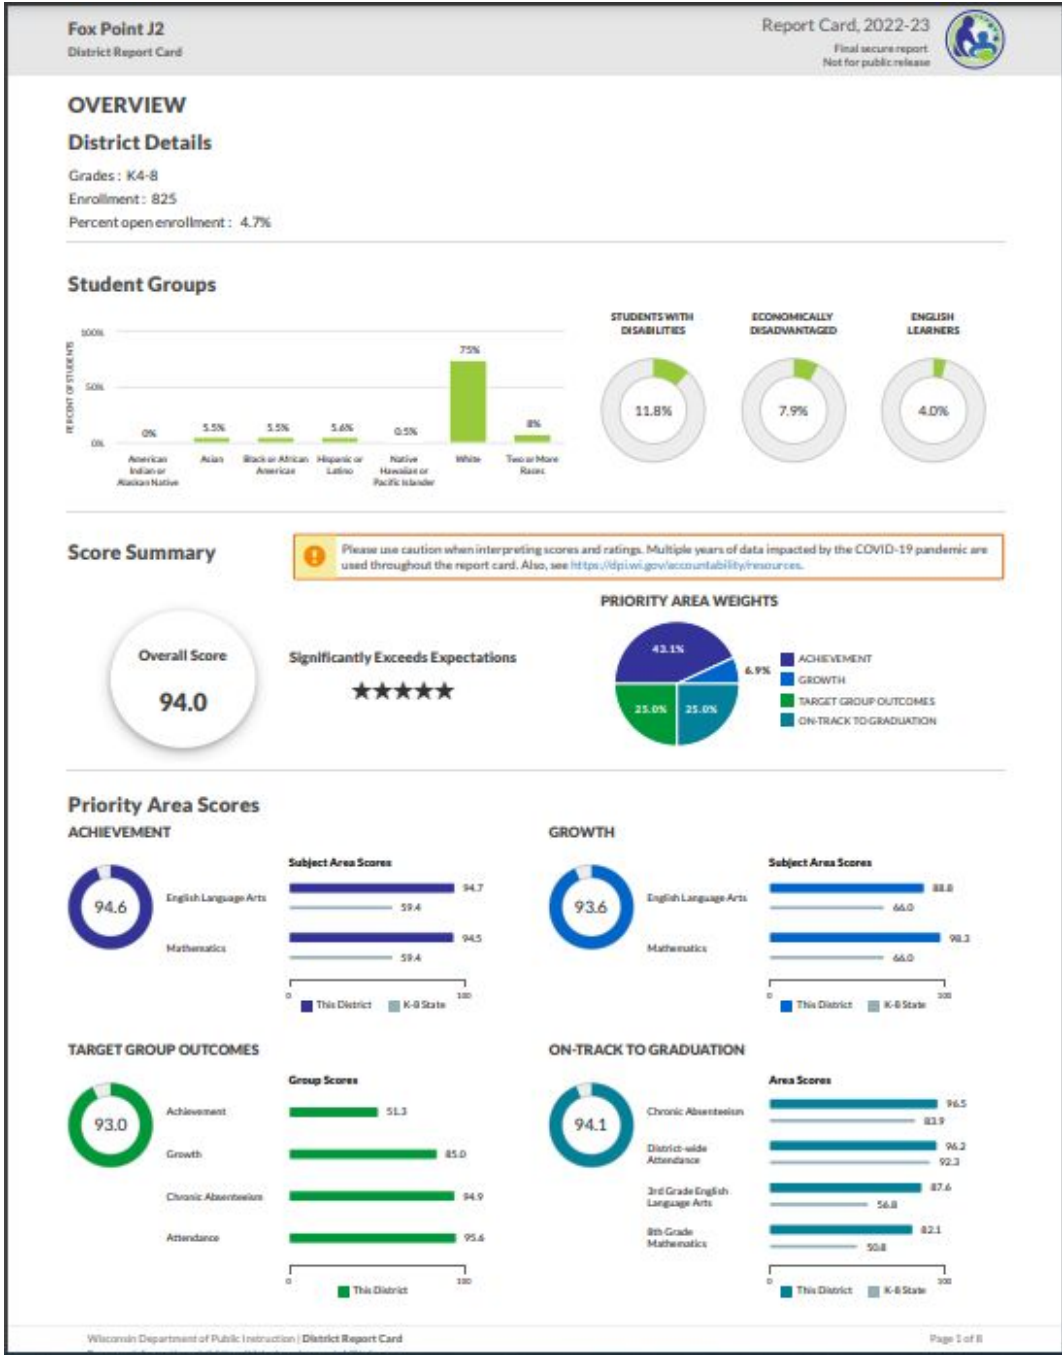 Fox Point J2
District Report Card
Report Card, 2022-23
Final secure report
Not for public release
OVERVIEW
District Details
Grades : K4-8
Enrollment : 825
Percent open enrollment : 4.7%
Student Groups
PERCENT OF STUDENTS
100%
50%
0%
0%
5.5%
5.5%
5.6%
0.5%
75%
8%
American Indian or Alaskan Native
Asian
Black or African American
Hispanic or Latino
Native Hawaiian or Pacific Islander
White
Two or More Races
STUDENTS WITH DISABILITIES
11.8%
ECONOMICALLY DISADVANTAGED
7.9%
ENGLISH LEARNERS
4.0%
Score Summary
Please use caution when interpreting scores and ratings. Multiple years of data impacted by the COVID-19 pandemic are
used throughout the report card. Also, see https://dpi.wi.gov/accountability/resources.
Overall Score
94.0
Significantly Exceeds Expectations
★★★★★
PRIORITY AREA WEIGHTS
43.1%
6.9%
25.0%
25.0%
ACHIEVEMENT
GROWTH
TARGET GROUP OUTCOMES
ON-TRACK TO GRADUATION
Priority Area Scores
ACHIEVEMENT
94.6
Subject Area Scores
English Language Arts
94.7
59.4
Mathematics
94.5
59.4
0
100
This District
K-8 State
GROWTH
93.6
Subject Area Scores
English Language Arts
88.8
66.0
Mathematics
98.3
66.0
0
100
This District
K-8 State
TARGET GROUP OUTCOMES
93.0
Group Scores
Achievement
51.3
Growth
85.0
Chronic Absenteeism
94.9
Attendance
95.6
0
100
This District
ON-TRACK TO GRADUATION
94.1
Area Scores
Chronic Absenteeism
96.5
83.9
District-wide
Attendance
96.2
92.3
3rd Grade English
Language Arts
87.6
56.8
8th Grade
Mathematics
82.1
50.8
0
100
This District
K-8 State
Wisconsin Department of Public Instruction | District Report Card
Page 1 of 8